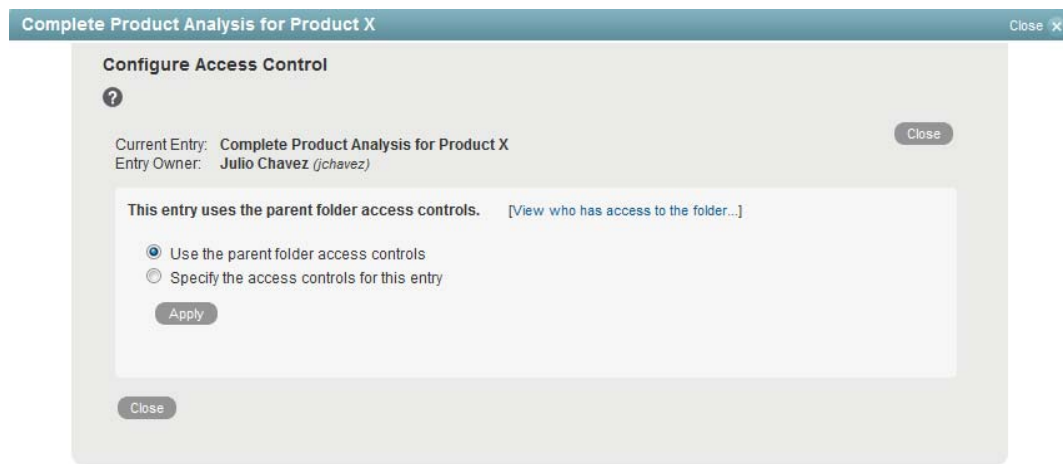 Complete Product Analysis for Product X
Close
Configure Access Control
?
Close
Current Entry: Complete Product Analysis for Product X
Entry Owner: Julio Chavez (jchavez)
This entry uses the parent folder access controls. [View who has access to the folder...]
Use the parent folder access controls
Specify the access controls for this entry
Apply
Close